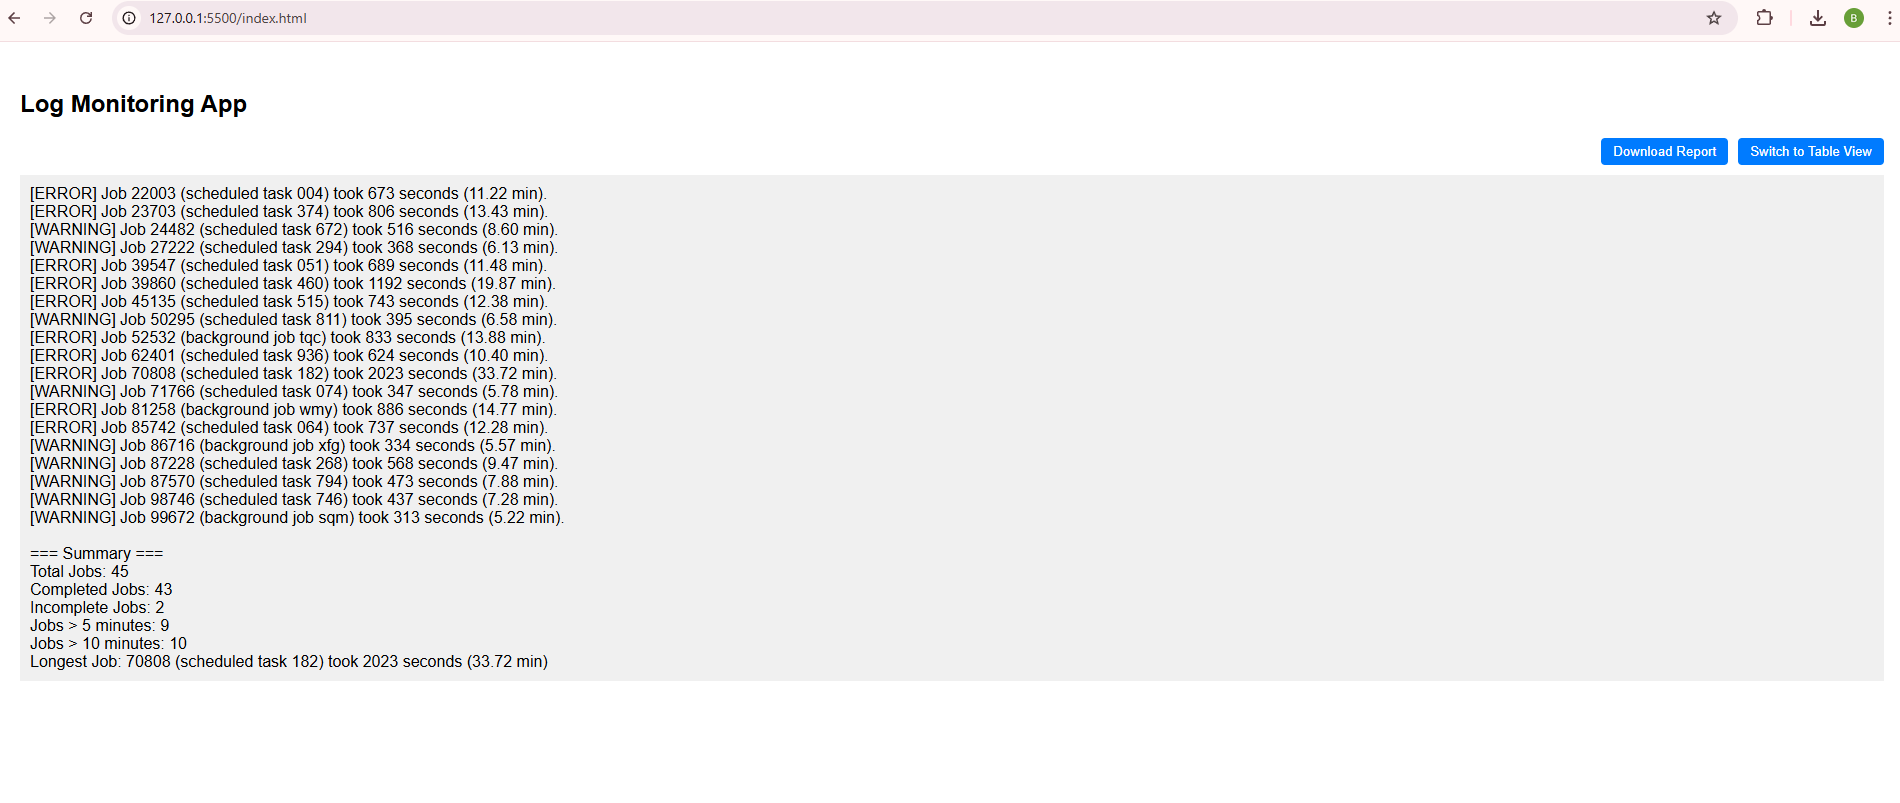 127.0.0.1:5500/index.html
B
Log Monitoring App
Download Report
Switch to Table View
[ERROR] Job 22003 (scheduled task 004) took 673 seconds (11.22 min).
[ERROR] Job 23703 (scheduled task 374) took 806 seconds (13.43 min).
[WARNING] Job 24482 (scheduled task 672) took 516 seconds (8.60 min).
[WARNING] Job 27222 (scheduled task 294) took 368 seconds (6.13 min).
[ERROR] Job 39547 (scheduled task 051) took 689 seconds (11.48 min).
[ERROR] Job 39860 (scheduled task 460) took 1192 seconds (19.87 min).
[ERROR] Job 45135 (scheduled task 515) took 743 seconds (12.38 min).
[WARNING] Job 50295 (scheduled task 811) took 395 seconds (6.58 min).
[ERROR] Job 52532 (background job tqc) took 833 seconds (13.88 min).
[ERROR] Job 62401 (scheduled task 936) took 624 seconds (10.40 min).
[ERROR] Job 70808 (scheduled task 182) took 2023 seconds (33.72 min).
[WARNING] Job 71766 (scheduled task 074) took 347 seconds (5.78 min).
[ERROR] Job 81258 (background job wmy) took 886 seconds (14.77 min).
[ERROR] Job 85742 (scheduled task 064) took 737 seconds (12.28 min).
[WARNING] Job 86716 (background job xfg) took 334 seconds (5.57 min).
[WARNING] Job 87228 (scheduled task 268) took 568 seconds (9.47 min).
[WARNING] Job 87570 (scheduled task 794) took 473 seconds (7.88 min).
[WARNING] Job 98746 (scheduled task 746) took 437 seconds (7.28 min).
[WARNING] Job 99672 (background job sqm) took 313 seconds (5.22 min).
=== Summary ===
Total Jobs: 45
Completed Jobs: 43
Incomplete Jobs: 2
Jobs > 5 minutes: 9
Jobs > 10 minutes: 10
Longest Job: 70808 (scheduled task 182) took 2023 seconds (33.72 min)